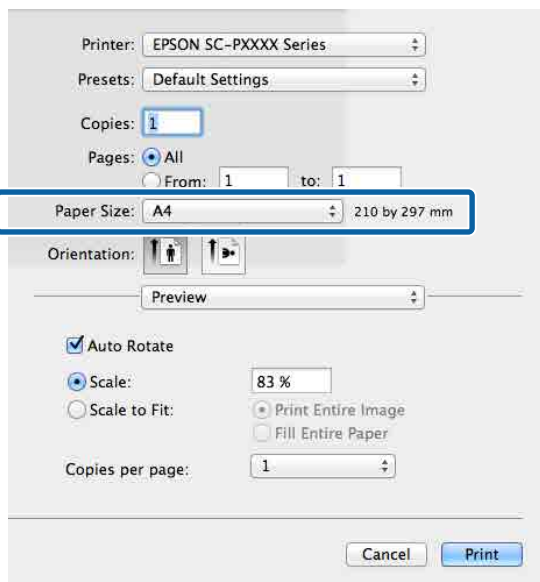 Printer: EPSON SC-PXXXX Series
Presets: Default Settings
Copies: 1
Pages: All
From: 1 to: 1
Paper Size: A4 210 by 297 mm
Orientation:
Preview
Auto Rotate
Scale: 83 %
Scale to Fit: Print Entire Image
Fill Entire Paper
Copies per page: 1
Cancel Print